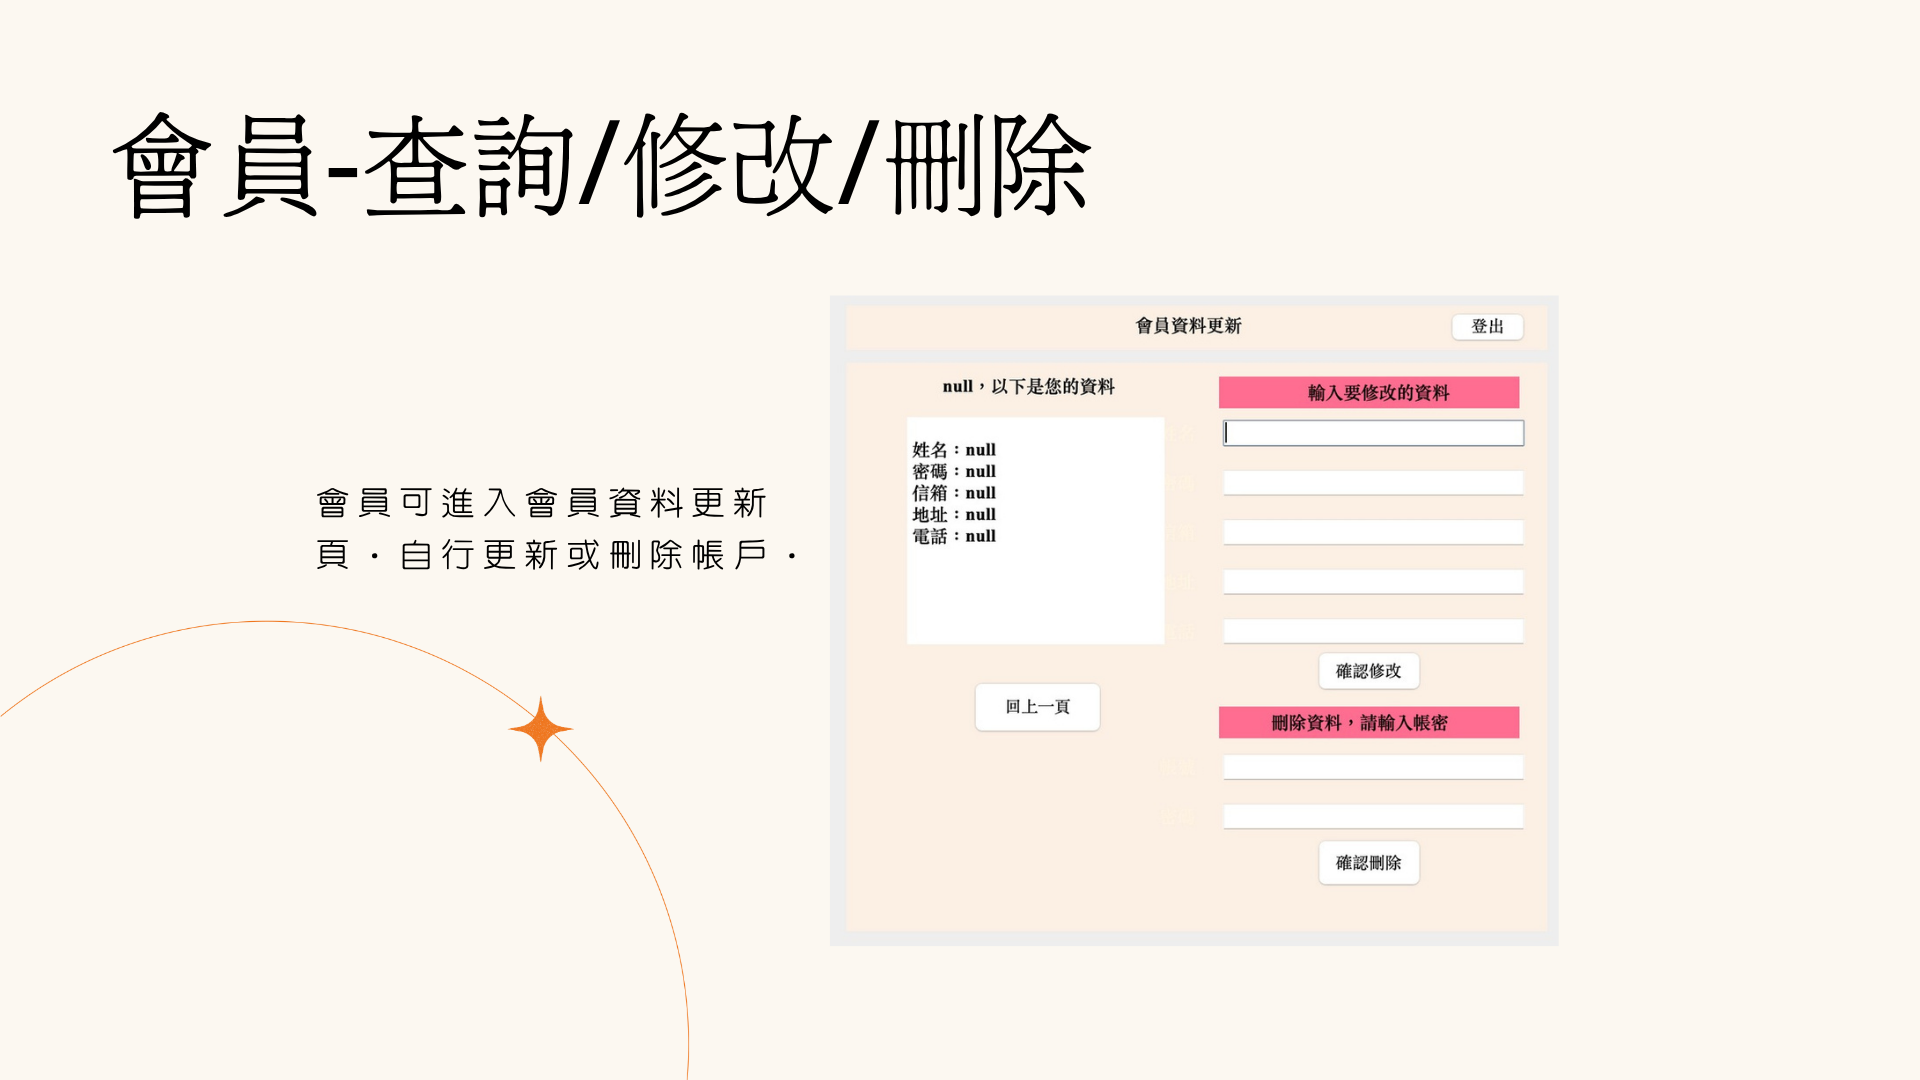 會員-查詢/修改/刪除
會員可進入會員資料更新
頁．自行更新或刪除帳戶．
會員資料更新
登出
null，以下是您的資料
姓名：null
密碼：null
信箱：null
地址：null
電話：null
回上一頁
輸入要修改的資料
確認修改
刪除資料，請輸入帳密
確認刪除